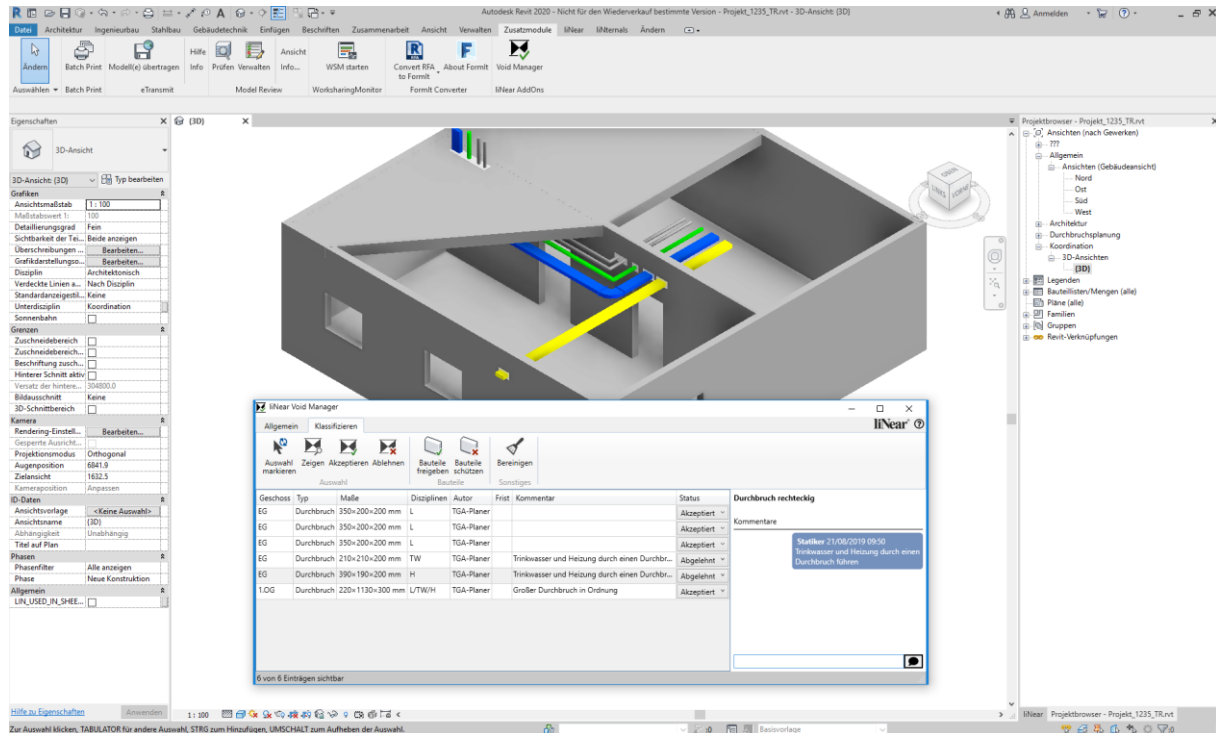 Autodesk Revit 2020 - Nicht für den Wiederverkauf bestimmte Version - Projekt_1235_TR.rvt - 3D-Ansicht: {3D}
Anmelden
Datei Architektur Ingenieurbau Stahlbau Gebäudetechnik Einfügen Beschriften Zusammenarbeit Ansicht Verwalten Zusatzmodule liNear liNternals Ändern
Ändern Batch Print Modell(e) übertragen Hilfe Info Prüfen Verwalten Ansicht Info... WSM starten Convert RFA to FormIt About FormIt Void Manager
Auswählen Batch Print eTransmit Model Review WorksharingMonitor FormIt Converter liNear AddOns
Eigenschaften
3D-Ansicht
3D-Ansicht: {3D} Typ bearbeiten
Grafiken
Ansichtsmaßstab 1 : 100
Maßstabswert 1: 100
Detaillierungsgrad Fein
Sichtbarkeit der Tei... Beide anzeigen
Überschreibungen ... Bearbeiten...
Grafikdarstellungso... Bearbeiten...
Disziplin Architektonisch
Verdeckte Linien a... Nach Disziplin
Standardanzeigestil... Keine
Unterdisziplin Koordination
Sonnenbahn
Grenzen
Zuschneidebereich
Zuschneidebereich...
Beschriftung zusch...
Hinterer Schnitt aktiv
Versatz der hintere... 304800.0
Bildausschnitt Keine
3D-Schnittbereich
Kamera
Rendering-Einstell... Bearbeiten...
Gesperrte Ausricht...
Projektionsmodus Orthogonal
Augenposition 6841.9
Zielansicht 1632.5
Kameraposition Anpassen
ID-Daten
Ansichtsvorlage <Keine Auswahl>
Ansichtsname {3D}
Abhängigkeit Unabhängig
Titel auf Plan
Phasen
Phasenfilter Alle anzeigen
Phase Neue Konstruktion
Allgemein
LIN_USED_IN_SHEE...
Hilfe zu Eigenschaften Anwenden
{3D}
OBEN
LINKS
VORNE
liNear Void Manager
Allgemein Klassifizieren
liNear
Auswahl markieren Zeigen Akzeptieren Ablehnen Bauteile freigeben Bauteile schützen Bereinigen
Auswahl Bauteile Sonstiges
Geschoss Typ Maße Disziplinen Autor Frist Kommentar Status
EG Durchbruch 350×200×200 mm L TGA-Planer Akzeptiert
EG Durchbruch 350×200×200 mm L TGA-Planer Akzeptiert
EG Durchbruch 350×200×200 mm L TGA-Planer Akzeptiert
EG Durchbruch 210×210×200 mm TW TGA-Planer Trinkwasser und Heizung durch einen Durchbr... Abgelehnt
EG Durchbruch 390×190×200 mm H TGA-Planer Trinkwasser und Heizung durch einen Durchbr... Abgelehnt
1.OG Durchbruch 220×1130×300 mm L/TW/H TGA-Planer Großer Durchbruch in Ordnung Akzeptiert
6 von 6 Einträgen sichtbar
Durchbruch rechteckig
Kommentare
Statiker 21/08/2019 09:50
Trinkwasser und Heizung durch einen
Durchbruch führen
Projektbrowser - Projekt_1235_TR.rvt
Ansichten (nach Gewerken)
???
Allgemein
Ansichten (Gebäudeansicht)
Nord
Ost
Süd
West
Architektur
Durchbruchsplanung
Koordination
3D-Ansichten
{3D}
Legenden
Bauteillisten/Mengen (alle)
Pläne (alle)
Familien
Gruppen
Revit-Verknüpfungen
liNear Projektbrowser - Projekt_1235_TR.rvt
1 : 100
Zur Auswahl klicken, TABULATOR für andere Auswahl, STRG zum Hinzufügen, UMSCHALT zum Aufheben der Auswahl.
:0 Basisvorlage
:0